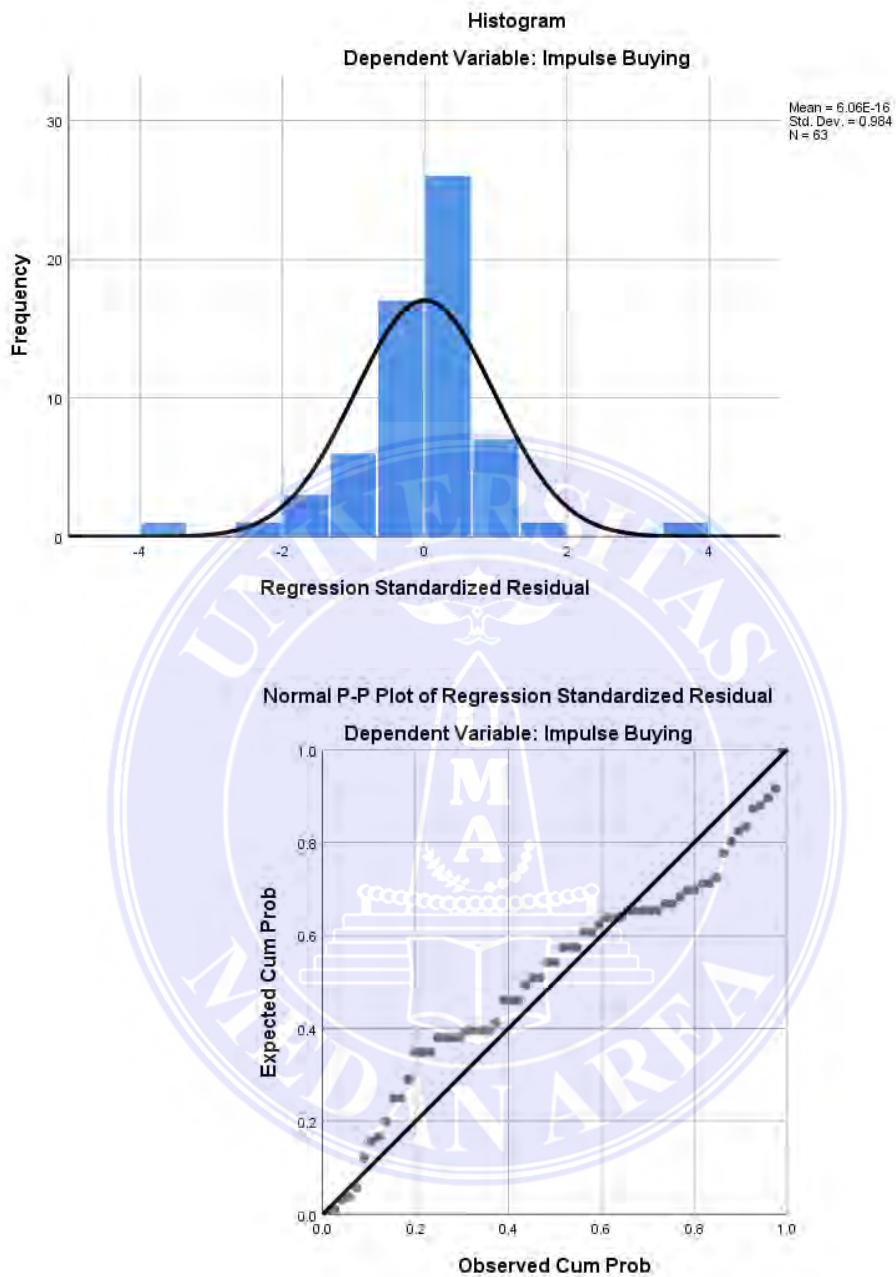 Histogram
Dependent Variable: Impulse Buying
Mean = 6.06E-16
Std. Dev. = 0.984
N = 63
Frequency
30
20
10
0
-4
-2
0
2
4
Regression Standardized Residual
UNIVERSITAS
Normal P-P Plot of Regression Standardized Residual
Dependent Variable: Impulse Buying
UMA
Expected Cum Prob
1.0
0.8
0.6
0.4
0.2
0.0
0.0
0.2
0.4
0.6
0.8
1.0
Observed Cum Prob
MEDAN AREA